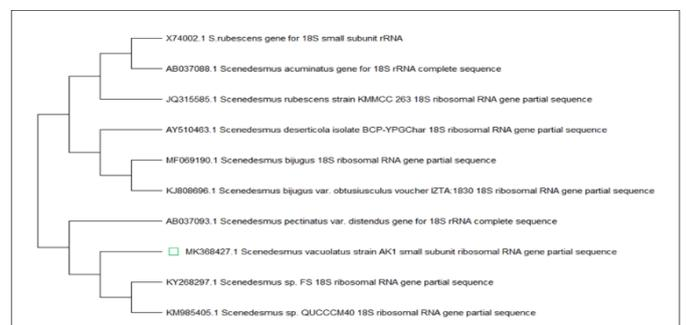 X74002.1 S.rubescens gene for 18S small subunit rRNA
AB037088.1 Scenedesmus acuminatus gene for 18S rRNA complete sequence
JQ315585.1 Scenedesmus rubescens strain KMMCC 263 18S ribosomal RNA gene partial sequence
AY510463.1 Scenedesmus deserticola isolate BCP-YPGChar 18S ribosomal RNA gene partial sequence
MF069190.1 Scenedesmus bijugus 18S ribosomal RNA gene partial sequence
KJ808696.1 Scenedesmus bijugus var. obtusiusculus voucher IZTA:1830 18S ribosomal RNA gene partial sequence
AB037093.1 Scenedesmus pectinatus var. distendus gene for 18S rRNA complete sequence
MK368427.1 Scenedesmus vacuolatus strain AK1 small subunit ribosomal RNA gene partial sequence
KY268297.1 Scenedesmus sp. FS 18S ribosomal RNA gene partial sequence
KM985405.1 Scenedesmus sp. QUCCCM40 18S ribosomal RNA gene partial sequence